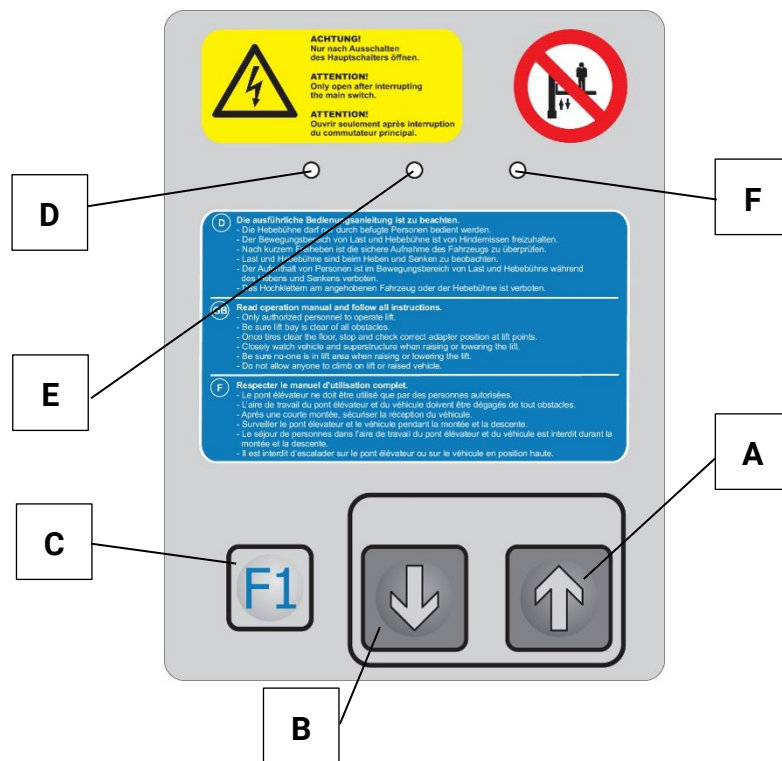 ACHTUNG!
Nur nach Ausschalten
des Hauptschalters öffnen.
ATTENTION!
Only open after interrupting
the main switch.
ATTENTION!
Ouvrir seulement après interruption
du commutateur principal.
D
F
D Die ausführliche Bedienungsanleitung ist zu beachten.
- Die Hebebühne darf nur durch befugte Personen bedient werden.
- Der Bewegungsbereich von Last und Hebebühne ist von Hindernissen freizuhalten.
- Nach kurzem Freiheben ist die sichere Aufnahme des Fahrzeugs zu überprüfen.
- Last und Hebebühne sind beim Heben und Senken zu beobachten.
- Der Aufenthalt von Personen ist im Bewegungsbereich von Last und Hebebühne während
des Hebens und Senkens verboten.
- Das Hochklettern am angehobenen Fahrzeug oder der Hebebühne ist verboten.
GB Read operation manual and follow all instructions.
- Only authorized personnel to operate lift.
- Be sure lift bay is clear of all obstacles.
- Once tires clear the floor, stop and check correct adapter position at lift points.
- Closely watch vehicle and superstructure when raising or lowering the lift.
- Be sure no-one is in lift area when raising or lowering the lift.
- Do not allow anyone to climb on lift or raised vehicle.
E
F Respecter le manuel d'utilisation complet.
- Le pont élévateur ne doit être utilisé que par des personnes autorisées.
- L'aire de travail du pont élévateur et du véhicule doivent être dégagés de tout obstacles.
- Après une courte montée, sécuriser la réception du véhicule.
- Surveiller le pont élevateur et le véhicule pendant la montée et la descente.
- Le séjour de personnes dans l'aire de travail du pont élévateur et du véhicule est interdit durant la
montée et la descente.
- Il est interdit d'escalader sur le pont élévateur ou sur le véhicule en position haute.
A
C
F1
B